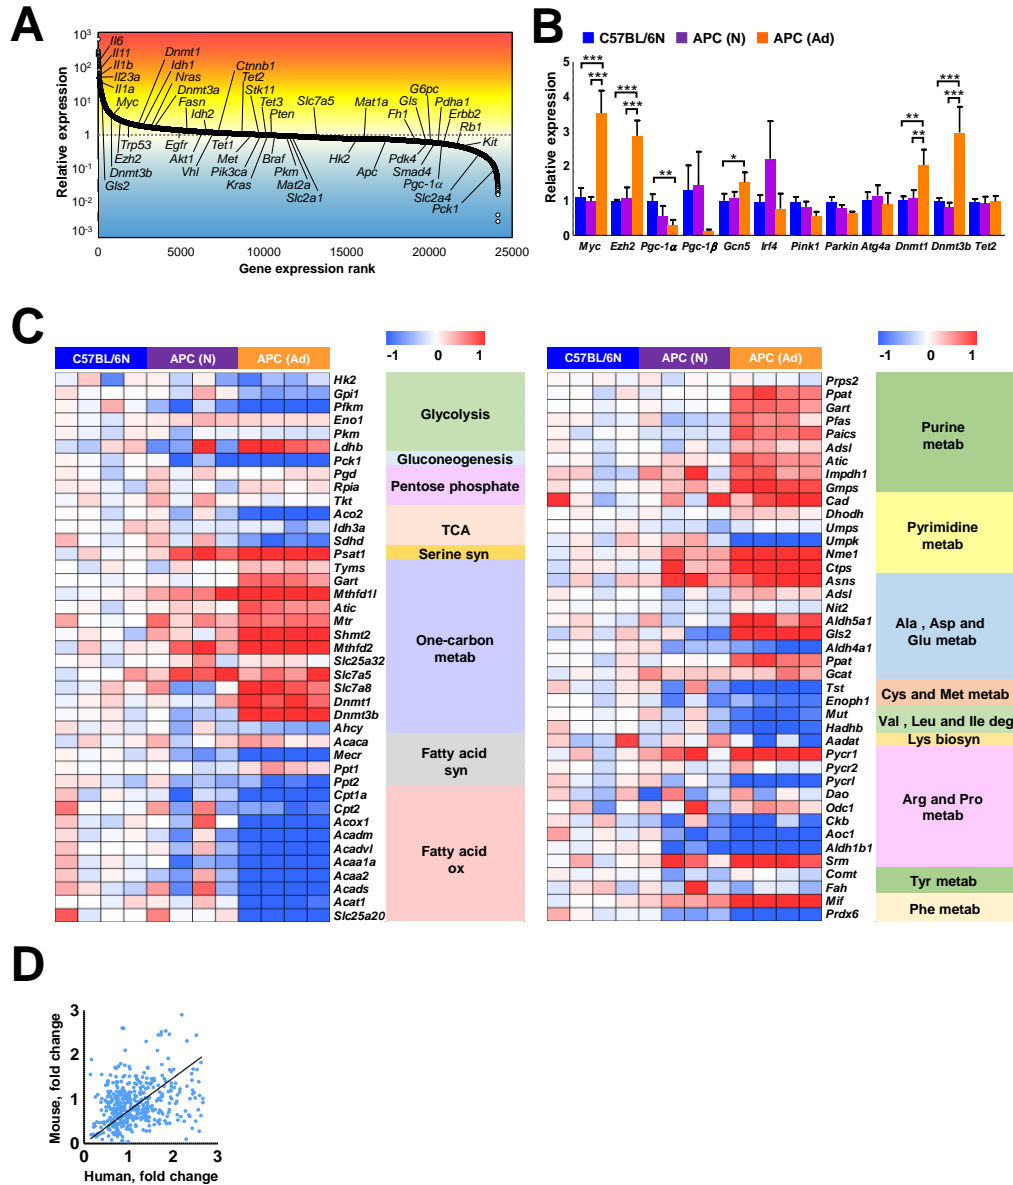 A
10³
10²
10¹
1
10⁻¹
10⁻²
10⁻³
Relative expression
Il6
Il11
Il1b
Il23a
Il1a
Myc
Dnmt1
Idh1
Nras
Dnmt3a
Fasn
Idh2
Ctnnb1
Tet2
Stk11
Tet3
Pten
Slc7a5
Mat1a
G6pc
Gls
Fh1
Pdha1
Erbb2
Rb1
Kit
Trp53
Ezh2
Dnmt3b
Gls2
Egfr
Akt1
Vhl
Tet1
Met
Pik3ca
Kras
Braf
Pkm
Mat2a
Slc2a1
Hk2
Apc
Pdk4
Smad4
Pgc-1α
Slc2a4
Pck1
0 5000 10000 15000 20000 25000
Gene expression rank
B
C57BL/6N APC (N) APC (Ad)
Relative expression
5
4
3
2
1
0
***
***
***
***
**
*
**
**
***
***
Myc Ezh2 Pgc-1α Pgc-1β Gcn5 Irf4 Pink1 Parkin Atg4a Dnmt1 Dnmt3b Tet2
C
C57BL/6N APC (N) APC (Ad)
-1 0 1
Hk2
Gpi1
Pfkm
Eno1
Pkm
Ldhb
Pck1
Pgd
Rpia
Tkt
Aco2
Idh3a
Sdhd
Psat1
Tyms
Gart
Mthfd1l
Atic
Mtr
Shmt2
Mthfd2
Slc25a32
Slc7a5
Slc7a8
Dnmt1
Dnmt3b
Ahcy
Acaca
Mecr
Ppt1
Ppt2
Cpt1a
Cpt2
Acox1
Acadm
Acadvl
Acaa1a
Acaa2
Acads
Acat1
Slc25a20
Glycolysis
Gluconeogenesis
Pentose phosphate
TCA
Serine syn
One-carbon
metab
Fatty acid
syn
Fatty acid
ox
C57BL/6N APC (N) APC (Ad)
-1 0 1
Prps2
Ppat
Gart
Pfas
Paics
Adsl
Atic
Impdh1
Gmps
Cad
Dhodh
Umps
Umpk
Nme1
Ctps
Asns
Adsl
Nit2
Aldh5a1
Gls2
Aldh4a1
Ppat
Gcat
Tst
Enoph1
Mut
Hadhb
Aadat
Pycr1
Pycr2
Pycrl
Dao
Odc1
Ckb
Aoc1
Aldh1b1
Srm
Comt
Fah
Mif
Prdx6
Purine
metab
Pyrimidine
metab
Ala , Asp and
Glu metab
Cys and Met metab
Val , Leu and Ile deg
Lys biosyn
Arg and Pro
metab
Tyr metab
Phe metab
D
Mouse, fold change
3
2
1
0
0 1 2 3
Human, fold change